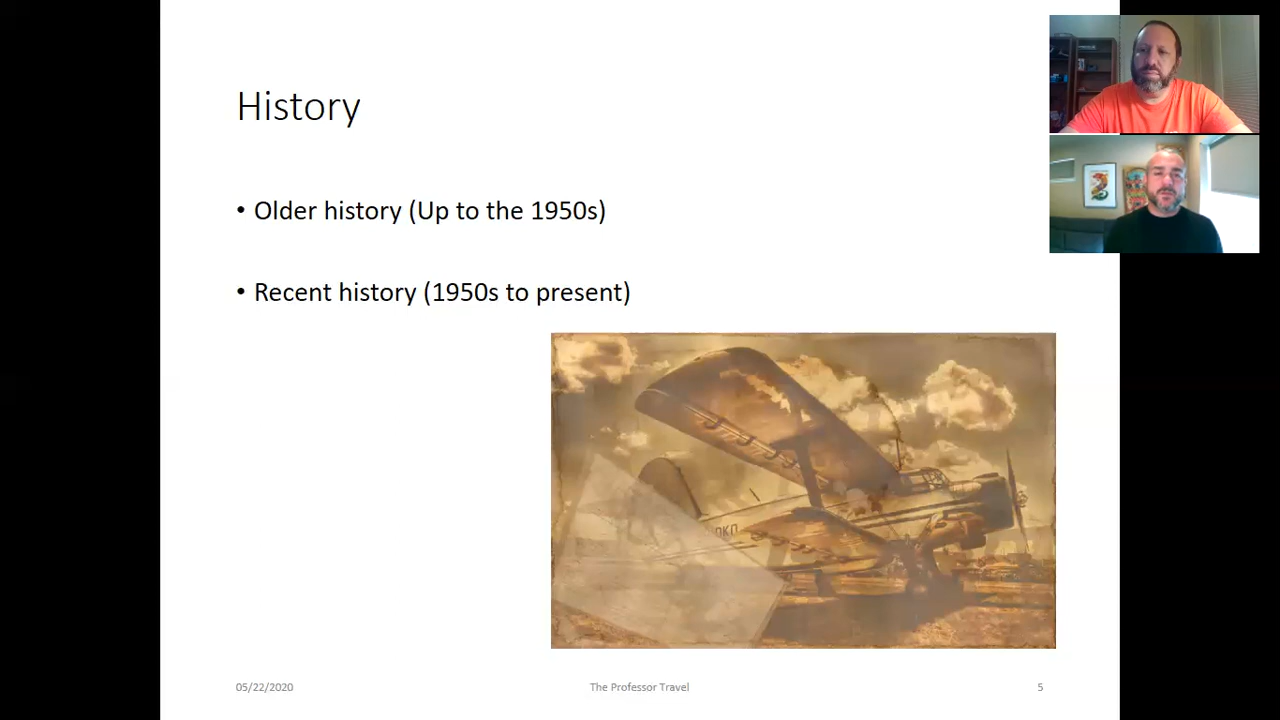 History
• Older history (Up to the 1950s)
• Recent history (1950s to present)
05/22/2020
The Professor Travel
5